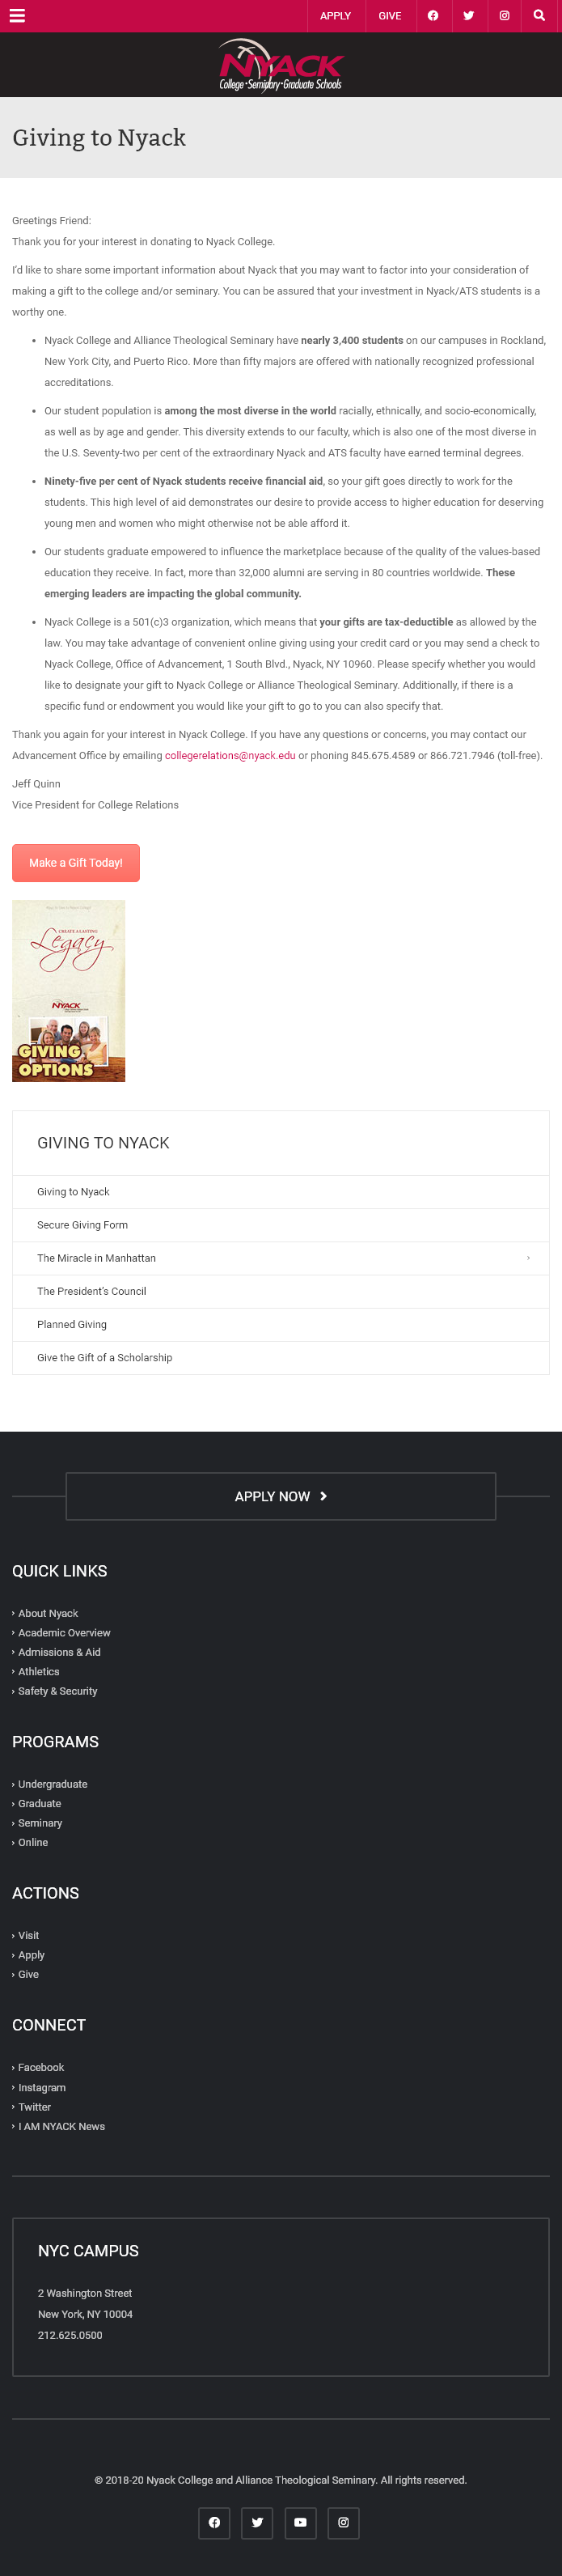 APPLY
GIVE
NYACK
College • Seminary • Graduate Schools
Giving to Nyack
Greetings Friend:
Thank you for your interest in donating to Nyack College.
I'd like to share some important information about Nyack that you may want to factor into your consideration of
making a gift to the college and/or seminary. You can be assured that your investment in Nyack/ATS students is a
worthy one.
• Nyack College and Alliance Theological Seminary have nearly 3,400 students on our campuses in Rockland,
New York City, and Puerto Rico. More than fifty majors are offered with nationally recognized professional
accreditations.
• Our student population is among the most diverse in the world racially, ethnically, and socio-economically,
as well as by age and gender. This diversity extends to our faculty, which is also one of the most diverse in
the U.S. Seventy-two per cent of the extraordinary Nyack and ATS faculty have earned terminal degrees.
• Ninety-five per cent of Nyack students receive financial aid, so your gift goes directly to work for the
students. This high level of aid demonstrates our desire to provide access to higher education for deserving
young men and women who might otherwise not be able afford it.
• Our students graduate empowered to influence the marketplace because of the quality of the values-based
education they receive. In fact, more than 32,000 alumni are serving in 80 countries worldwide. These
emerging leaders are impacting the global community.
• Nyack College is a 501(c)3 organization, which means that your gifts are tax-deductible as allowed by the
law. You may take advantage of convenient online giving using your credit card or you may send a check to
Nyack College, Office of Advancement, 1 South Blvd., Nyack, NY 10960. Please specify whether you would
like to designate your gift to Nyack College or Alliance Theological Seminary. Additionally, if there is a
specific fund or endowment you would like your gift to go to you can also specify that.
Thank you again for your interest in Nyack College. If you have any questions or concerns, you may contact our
Advancement Office by emailing collegerelations@nyack.edu or phoning 845.675.4589 or 866.721.7946 (toll-free).
Jeff Quinn
Vice President for College Relations
Make a Gift Today!
CREATE A LASTING
Legacy
NYACK
GIVING
OPTIONS
GIVING TO NYACK
Giving to Nyack
Secure Giving Form
The Miracle in Manhattan
The President's Council
Planned Giving
Give the Gift of a Scholarship
APPLY NOW
QUICK LINKS
About Nyack
Academic Overview
Admissions & Aid
Athletics
Safety & Security
PROGRAMS
Undergraduate
Graduate
Seminary
Online
ACTIONS
Visit
Apply
Give
CONNECT
Facebook
Instagram
Twitter
I AM NYACK News
NYC CAMPUS
2 Washington Street
New York, NY 10004
212.625.0500
© 2018-20 Nyack College and Alliance Theological Seminary. All rights reserved.